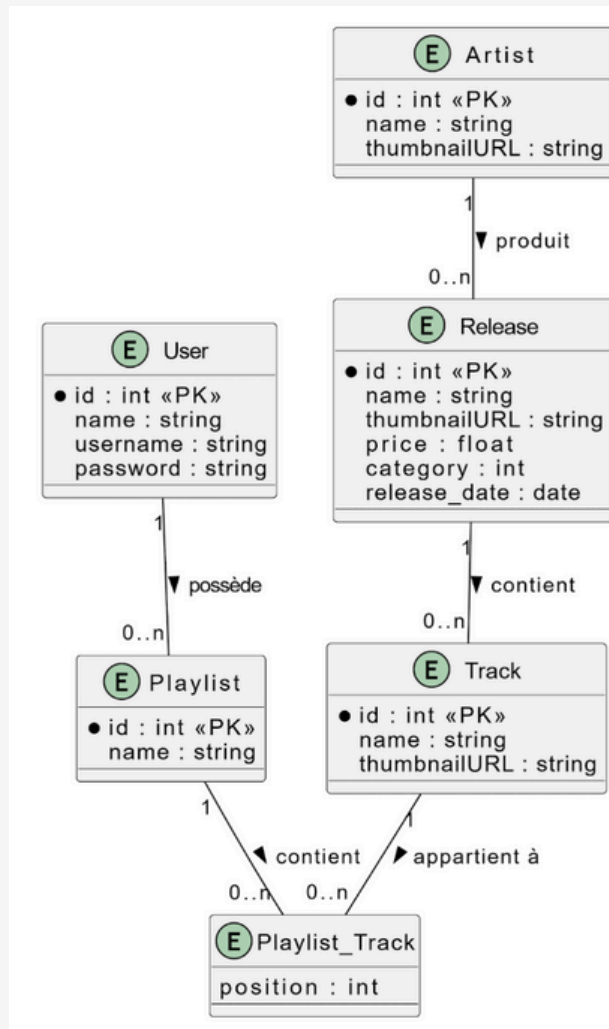 E Artist
● id : int «PK»
name : string
thumbnailURL : string
1
produit
0..n
E Release
● id : int «PK»
name : string
thumbnailURL : string
price : float
category : int
release_date : date
E User
● id : int «PK»
name : string
username : string
password : string
1
possède
0..n
1
contient
0..n
E Playlist
● id : int «PK»
name : string
E Track
● id : int «PK»
name : string
thumbnailURL : string
1
contient
0..n
1
appartient à
0..n
E Playlist_Track
position : int